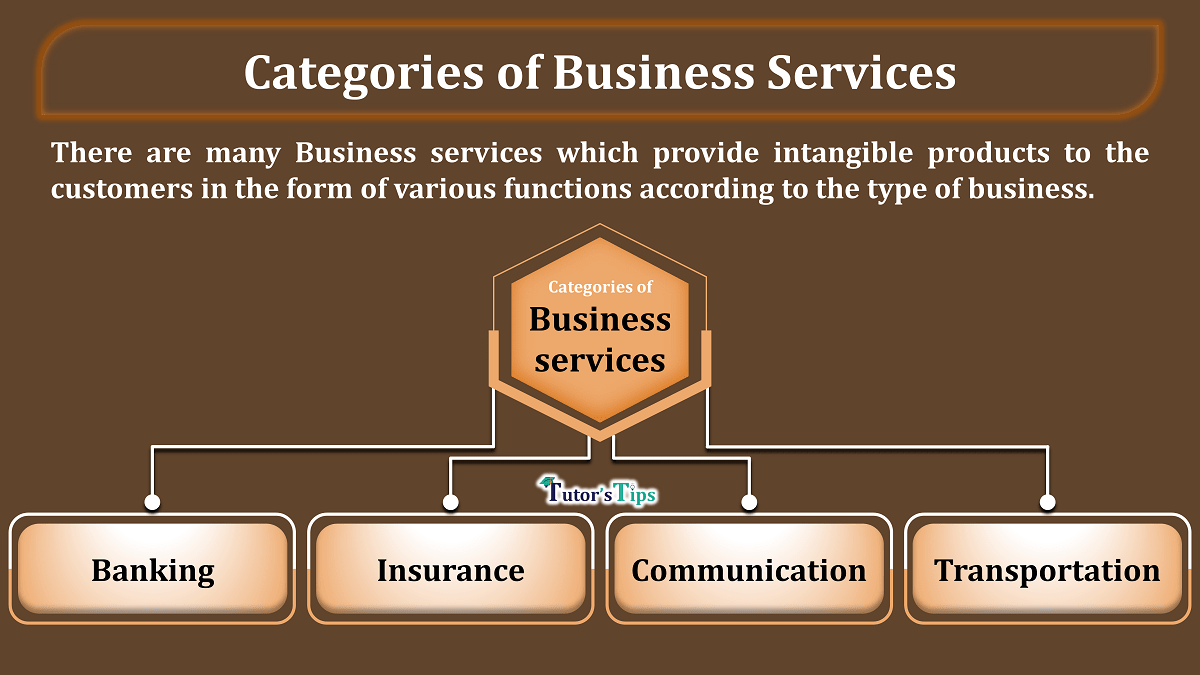 Categories of Business Services
There are many Business services which provide intangible products to the
customers in the form of various functions according to the type of business.
Categories of
Business
services
Tutor'sTips
Banking
Insurance
Communication
Transportation